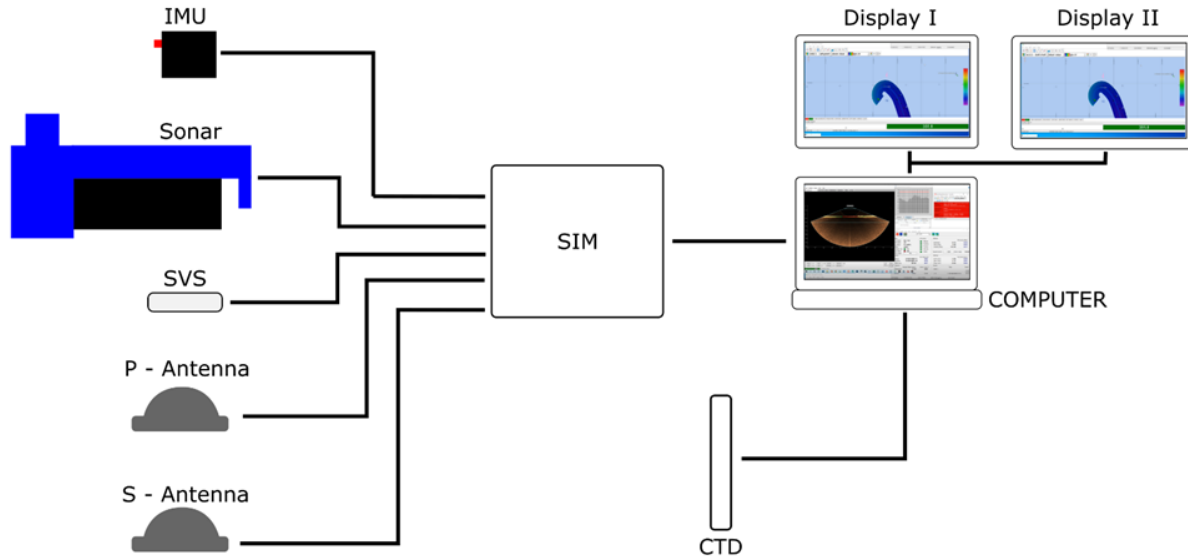 IMU
Display I
Display II
Sonar
SIM
SVS
COMPUTER
P - Antenna
S - Antenna
CTD